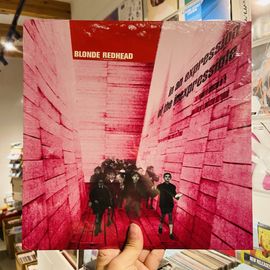 BLONDE REDHEAD
in an expression
of the inexpressible